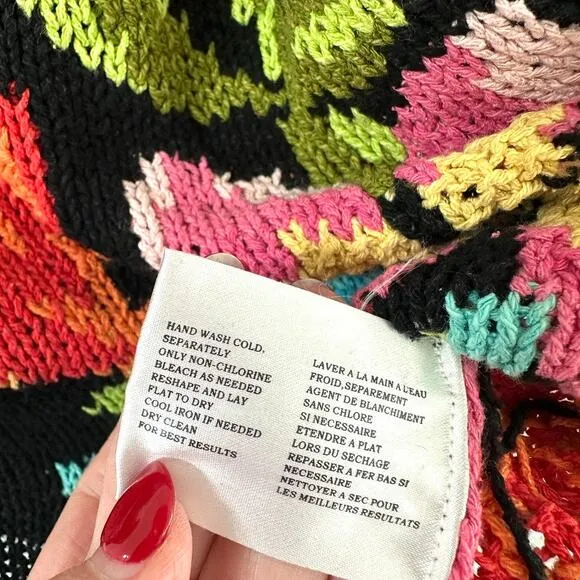 HAND WASH COLD,
SEPARATELY
ONLY NON-CHLORINE
BLEACH AS NEEDED
RESHAPE AND LAY
FLAT TO DRY
COOL IRON IF NEEDED
DRY CLEAN
FOR BEST RESULTS
LAVER A LA MAIN A L'EAU
FROID, SEPAREMENT
AGENT DE BLANCHIMENT
SANS CHLORE
SI NECESSAIRE
ETENDRE A PLAT
LORS DU SECHAGE
REPASSER A FER BAS SI
NECESSAIRE
NETTOYER A SEC POUR
LES MEILLEURS RESULTATS